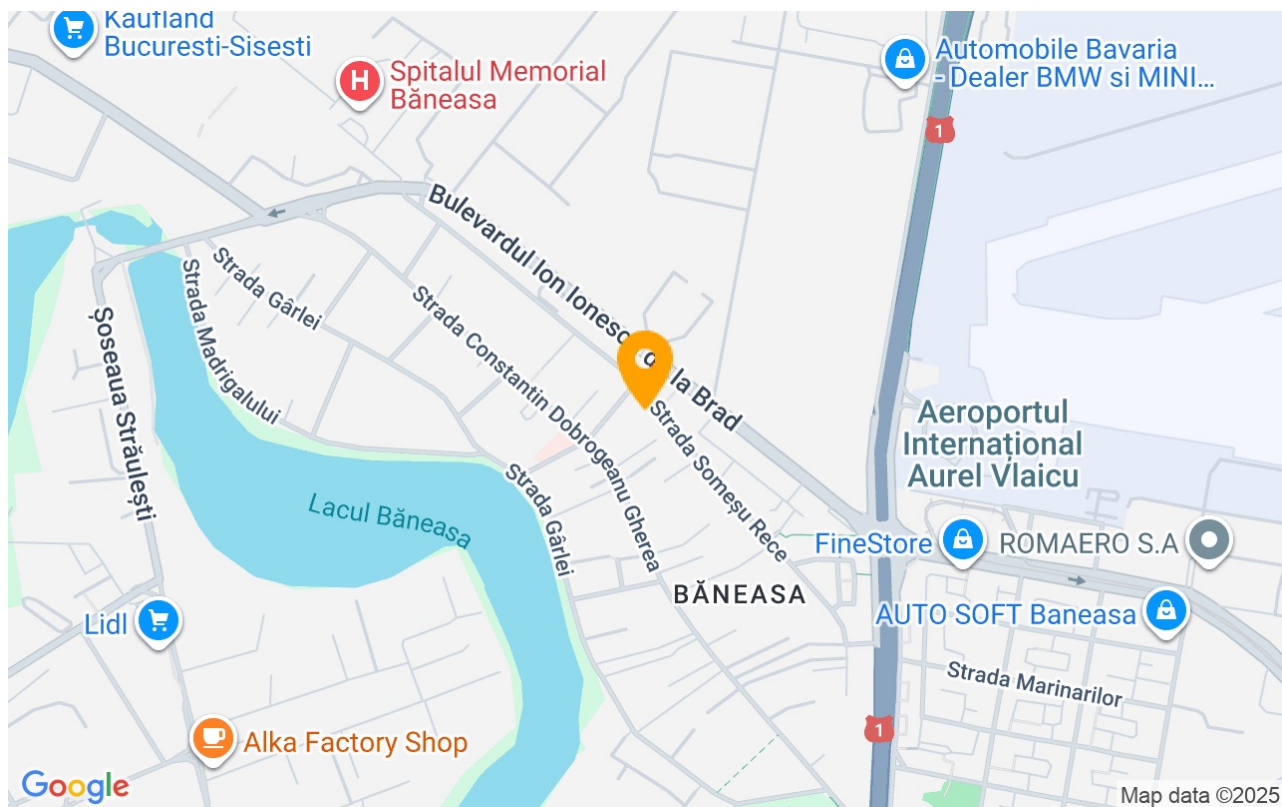 Kaufland
Bucuresti-Sisesti
Spitalul Memorial
Băneasa
Automobile Bavaria
- Dealer BMW si MINI...
1
Bulevardul Ion Ionescu de la Brad
Strada Gârlei
Strada Madrigalului
Șoseaua Străulești
Strada Constantin Dobrogeanu Gherea
Strada Someșu Rece
Aeroportul
Internațional
Aurel Vlaicu
Strada Gârlei
Lacul Băneasa
FineStore
ROMAERO S.A
BĂNEASA
AUTO SOFT Baneasa
Lidl
Strada Marinarilor
1
Alka Factory Shop
Google
Map data ©2025